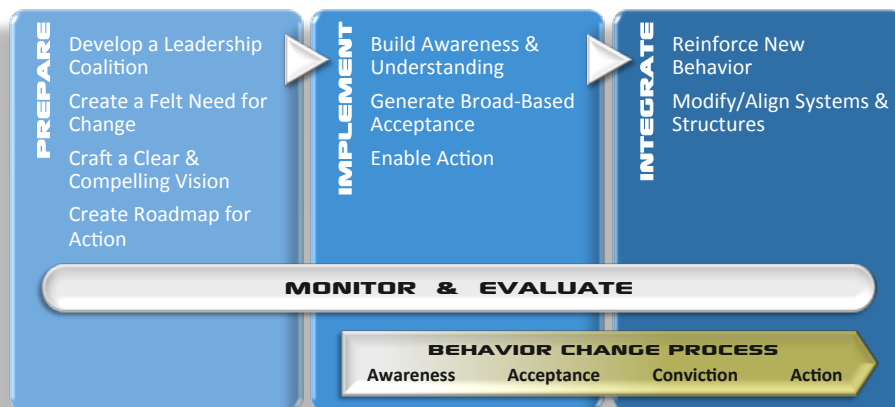 PREPARE
Develop a Leadership
Coalition
Create a Felt Need for
Change
Craft a Clear &
Compelling Vision
Create Roadmap for
Action
IMPLEMENT
Build Awareness &
Understanding
Generate Broad-Based
Acceptance
Enable Action
INTEGRATE
Reinforce New
Behavior
Modify/Align Systems &
Structures
MONITOR & EVALUATE
BEHAVIOR CHANGE PROCESS
Awareness Acceptance Conviction Action